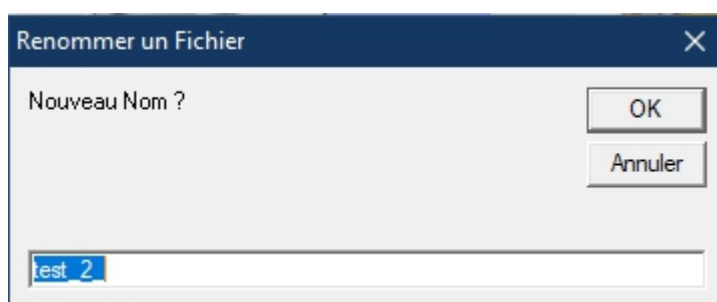 Renommer un Fichier
Nouveau Nom ?
OK
Annuler
test_2_